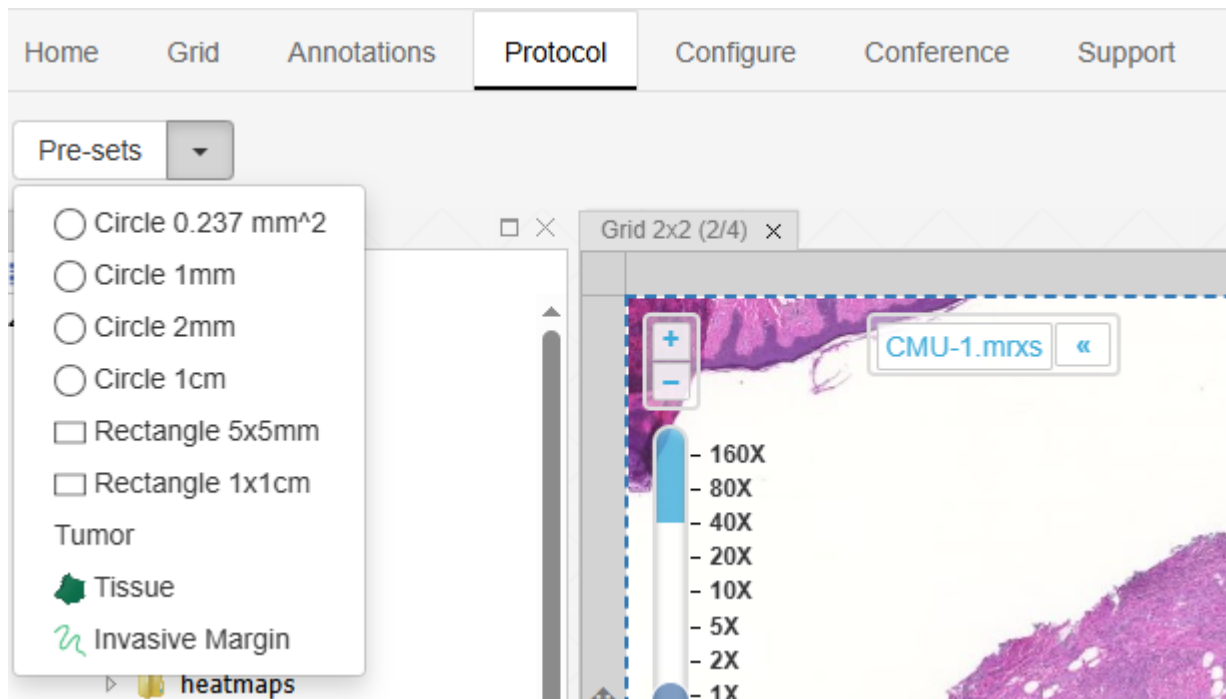 Home Grid Annotations Protocol Configure Conference Support
Pre-sets
Circle 0.237 mm^2
Circle 1mm
Circle 2mm
Circle 1cm
Rectangle 5x5mm
Rectangle 1x1cm
Tumor
Tissue
Invasive Margin
heatmaps
Grid 2x2 (2/4)
+
CMU-1.mrxs «
−
160X
80X
40X
20X
10X
5X
2X
1X